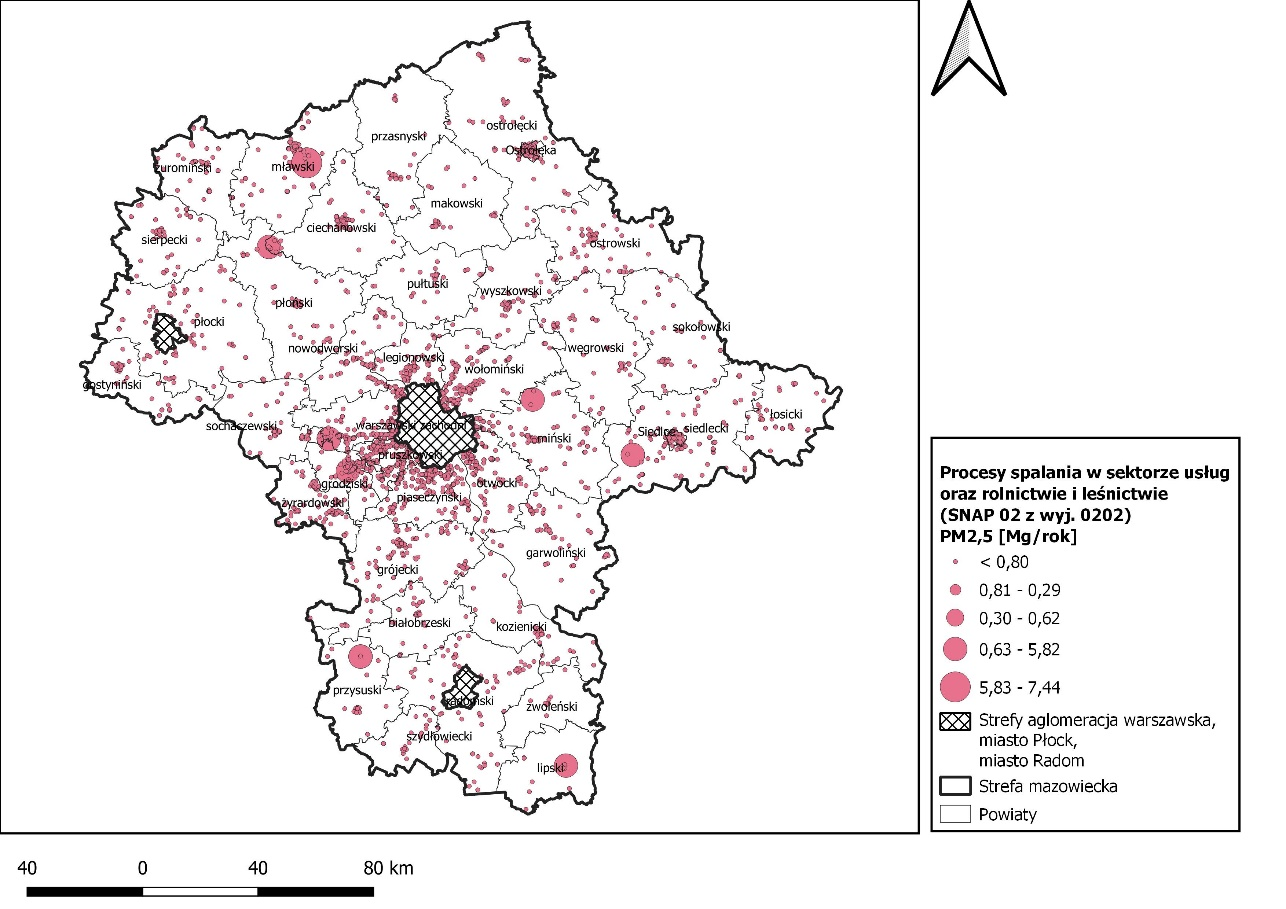 ostrołęcki
przasnyski
Ostrołęka
żuromiński
mławski
makowski
ciechanowski
sierpecki
ostrowski
pułtuski
wyszkowski
płoński
płocki
sokołowski
nowodworski
węgrowski
legionowski
wołomiński
gostyniński
łosicki
sochaczewski
warszawski zachodni
Siedlce
siedlecki
miński
pruszkowski
grodziski
otwocki
piaseczyński
żyrardowski
garwoliński
grójecki
białobrzeski
kozienicki
przysuski
radomski
zwoleński
szydłowiecki
lipski
Procesy spalania w sektorze usług
oraz rolnictwie i leśnictwie
(SNAP 02 z wyj. 0202)
PM2,5 [Mg/rok]
< 0,80
0,81 - 0,29
0,30 - 0,62
0,63 - 5,82
5,83 - 7,44
Strefy aglomeracja warszawska,
miasto Płock,
miasto Radom
Strefa mazowiecka
Powiaty
40 0 40 80 km